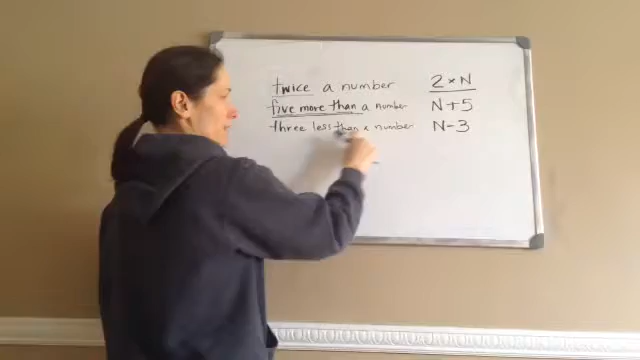 twice a number 2 × N
five more than a number N + 5
three less than a number N - 3